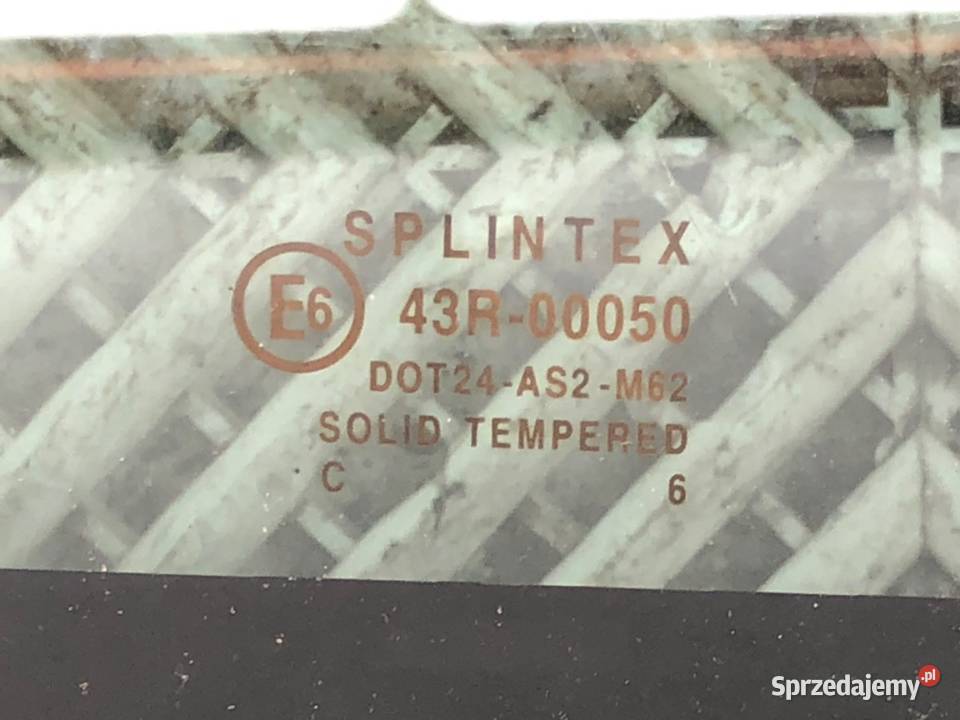 SPLINTEX
E6 43R-00050
DOT24-AS2-M62
SOLID TEMPERED
C 6
Sprzedajemy.pl